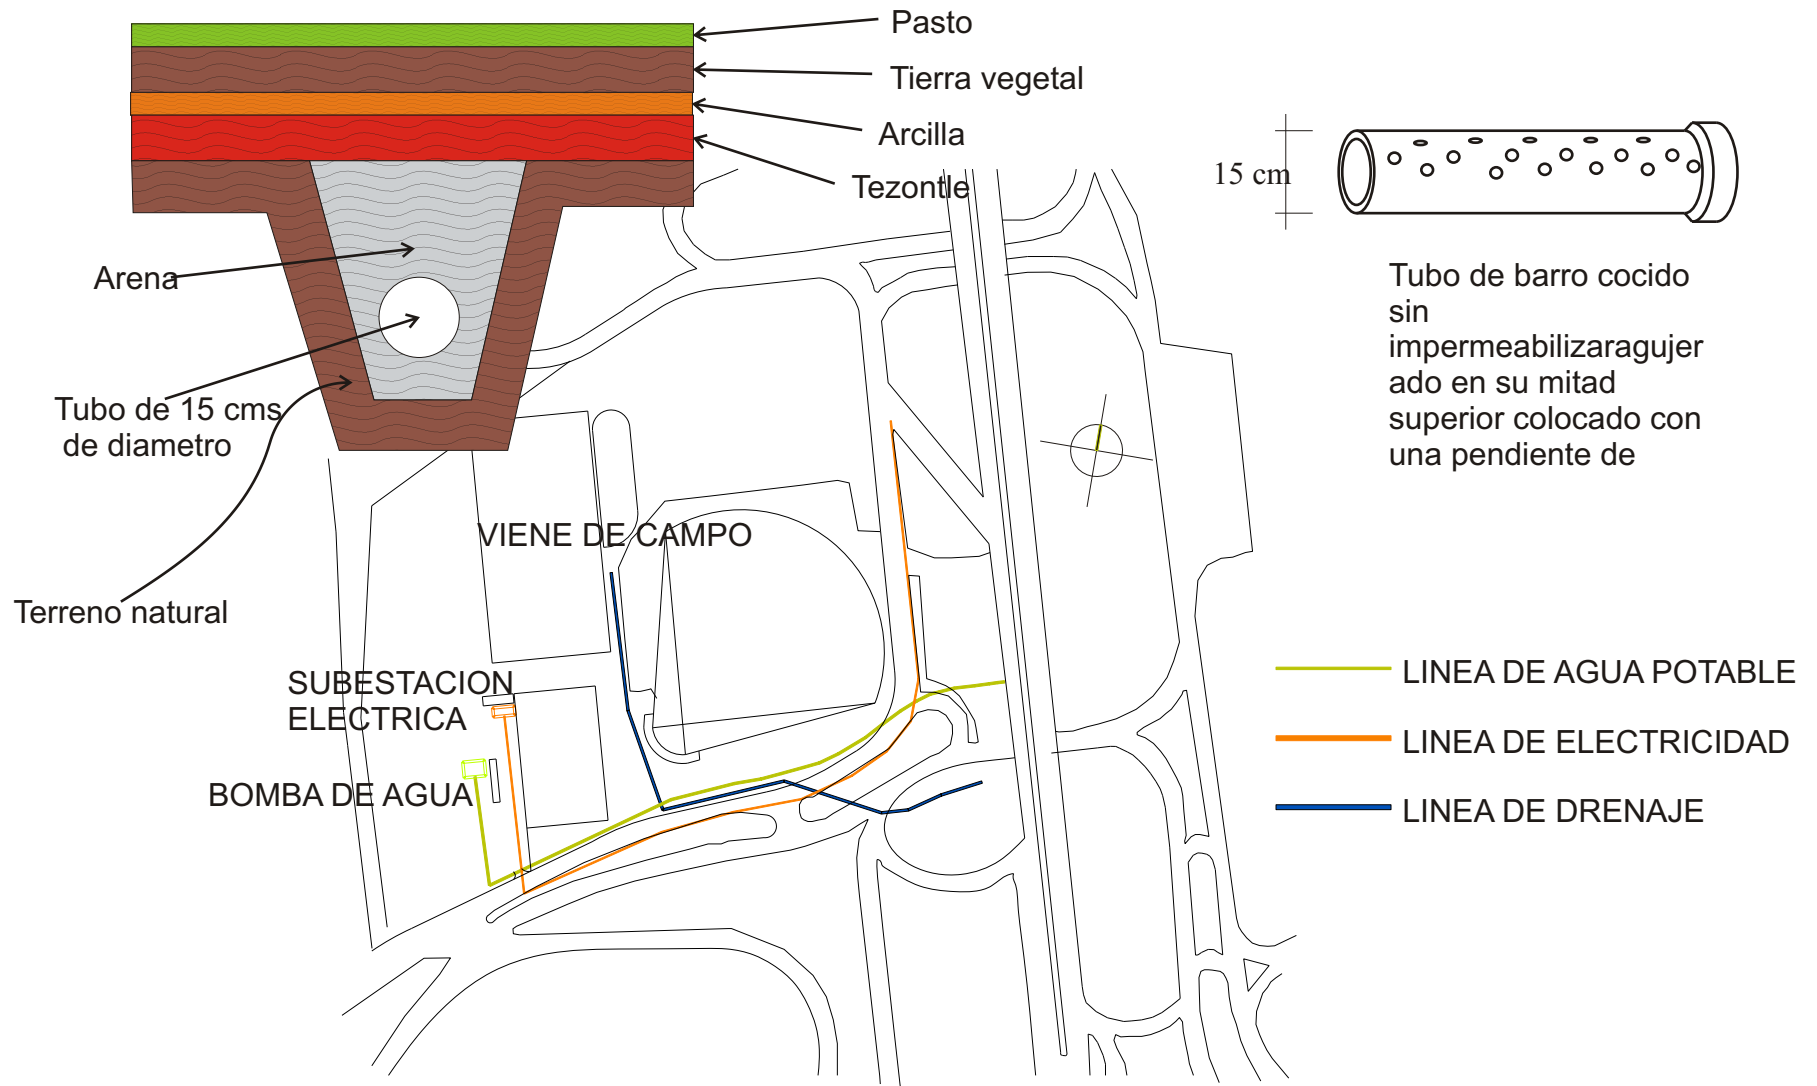 Pasto
Tierra vegetal
Arcilla
Tezontle
Arena
Tubo de 15 cms
de diametro
Terreno natural
15 cm
Tubo de barro cocido
sin
impermeabilizaragujer
ado en su mitad
superior colocado con
una pendiente de
VIENE DE CAMPO
SUBESTACION
ELECTRICA
BOMBA DE AGUA
LINEA DE AGUA POTABLE
LINEA DE ELECTRICIDAD
LINEA DE DRENAJE